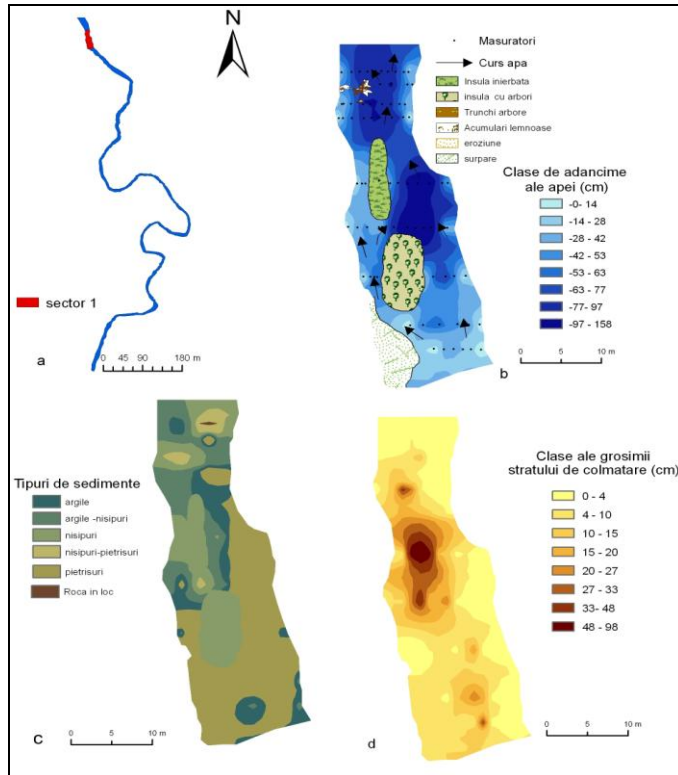 N
sector 1
0 45 90 180 m
a
Masuratori
Curs apa
Insula inierbata
insula cu arbori
Trunchi arbore
Acumulari lemnoase
eroziune
surpare
Clasе de adancime
ale apei (cm)
-0- 14
-14 - 28
-28 - 42
-42 - 53
-53 - 63
-63 - 77
-77- 97
-97 - 158
0 5 10 m
b
Tipuri de sedimente
argile
argile -nisipuri
nisipuri
nisipuri-pietrisuri
pietrisuri
Roca in loc
C
0 5 10 m
Clase ale grosimii
stratului de colmatare (cm)
0 - 4
4 - 10
10 - 15
15 - 20
20 - 27
27 - 33
33- 48
48 - 98
d
0 5 10 m